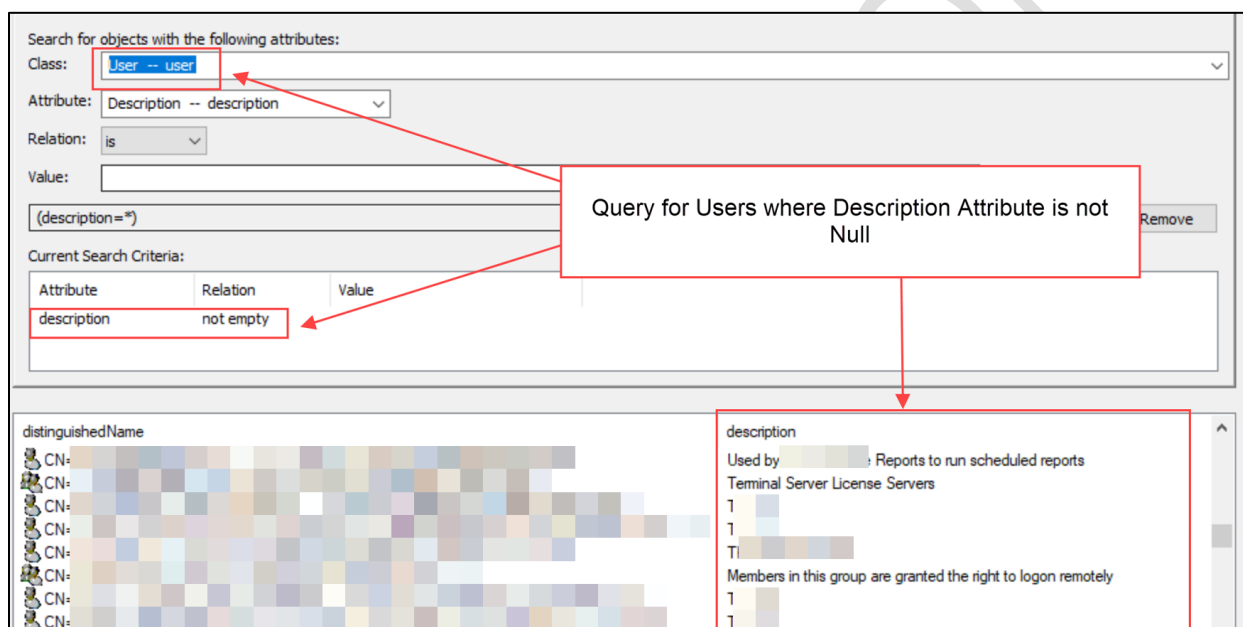 Search for objects with the following attributes:
Class: User -- user
Attribute: Description -- description
Relation: is
Value:
(description=*)
Remove
Query for Users where Description Attribute is not
Null
Current Search Criteria:
Attribute Relation Value
description not empty
distinguishedName description
CN= Used by Reports to run scheduled reports
CN= Terminal Server License Servers
CN=
CN=
CN=
CN= Members in this group are granted the right to logon remotely
CN=
CN=